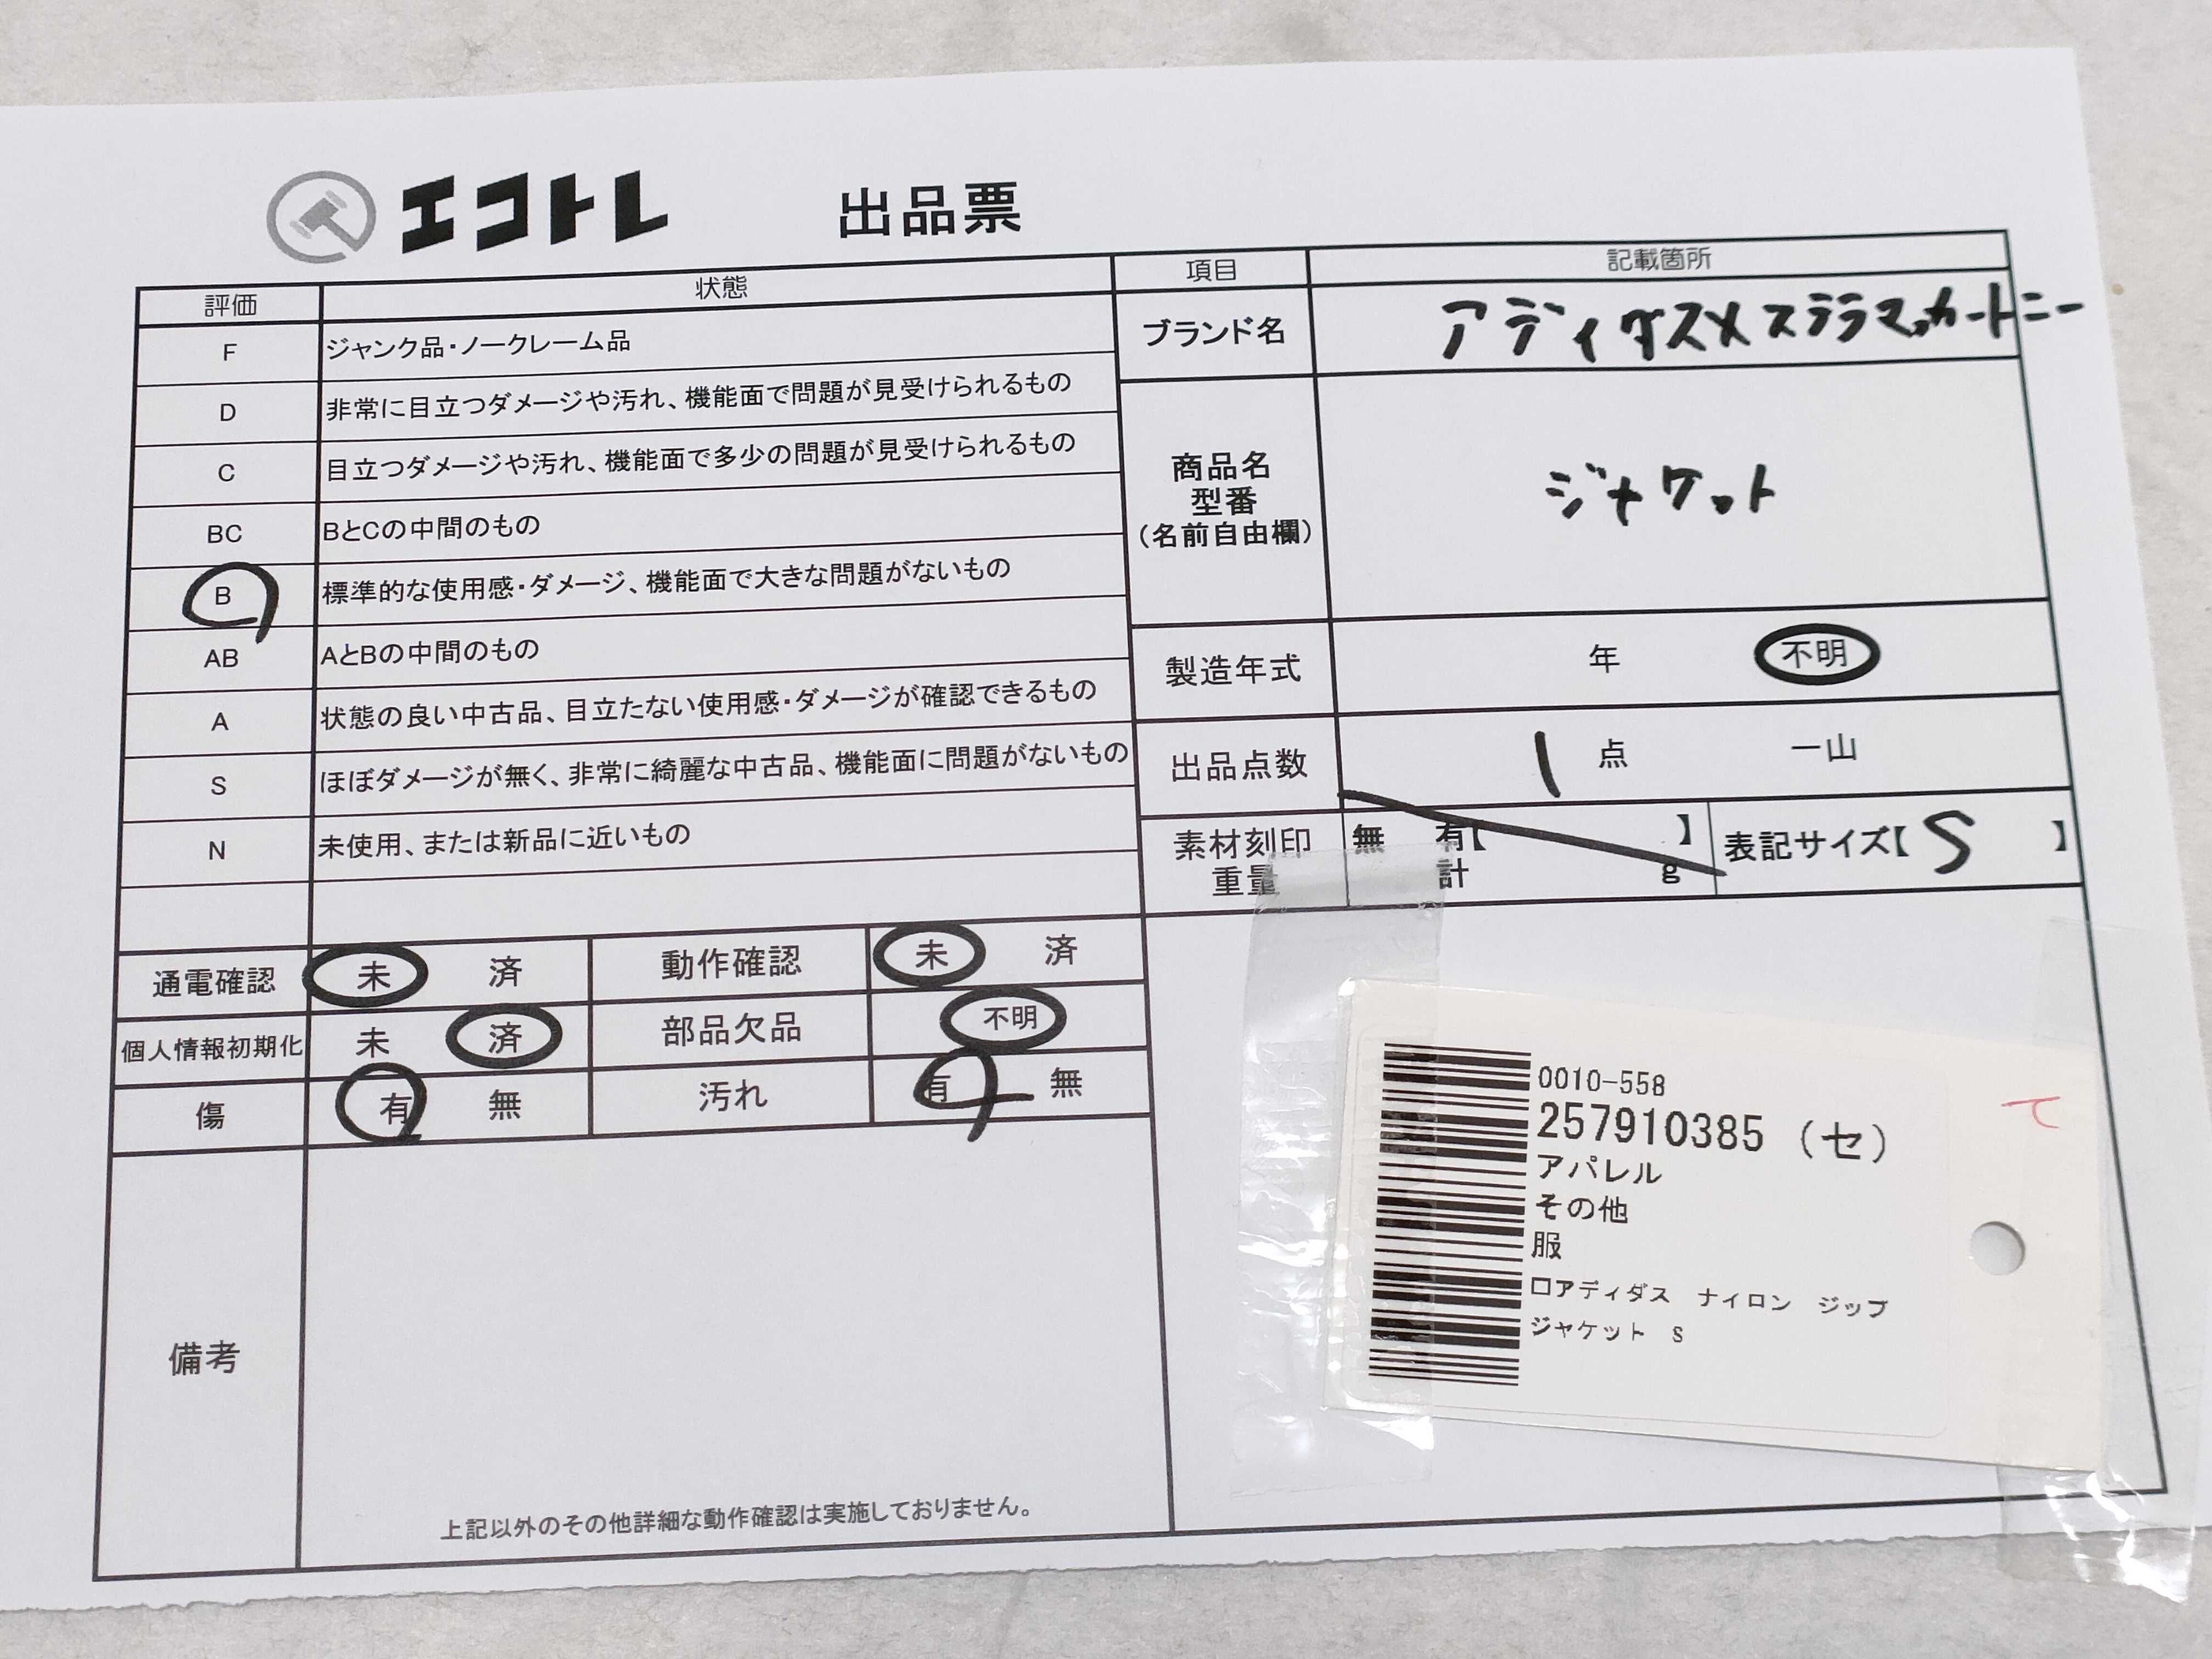 エコトレ 出品票
評価 状態
F ジャンク品・ノークレーム品
D 非常に目立つダメージや汚れ、機能面で問題が見受けられるもの
C 目立つダメージや汚れ、機能面で多少の問題が見受けられるもの
BC BとCの中間のもの
B 標準的な使用感・ダメージ、機能面で大きな問題がないもの
AB AとBの中間のもの
A 状態の良い中古品、目立たない使用感・ダメージが確認できるもの
S ほぼダメージが無く、非常に綺麗な中古品、機能面に問題がないもの
N 未使用、または新品に近いもの
通電確認 未 済 動作確認 未 済
個人情報初期化 未 済 部品欠品 不明
傷 有 無 汚れ 有 無
備考
上記以外のその他詳細な動作確認は実施しておりません。
項目 記載箇所
ブランド名 アディダス×ステラマッカートニー
商品名
型番
(名前自由欄)
ジャケット
製造年式 年 不明
出品点数 1 点 一山
素材刻印 無 有【 】 表記サイズ【 S 】
重量 計 g
0010-558
257910385 (セ)
アパレル
その他
服
口アディダス ナイロン ジップ
ジャケット S